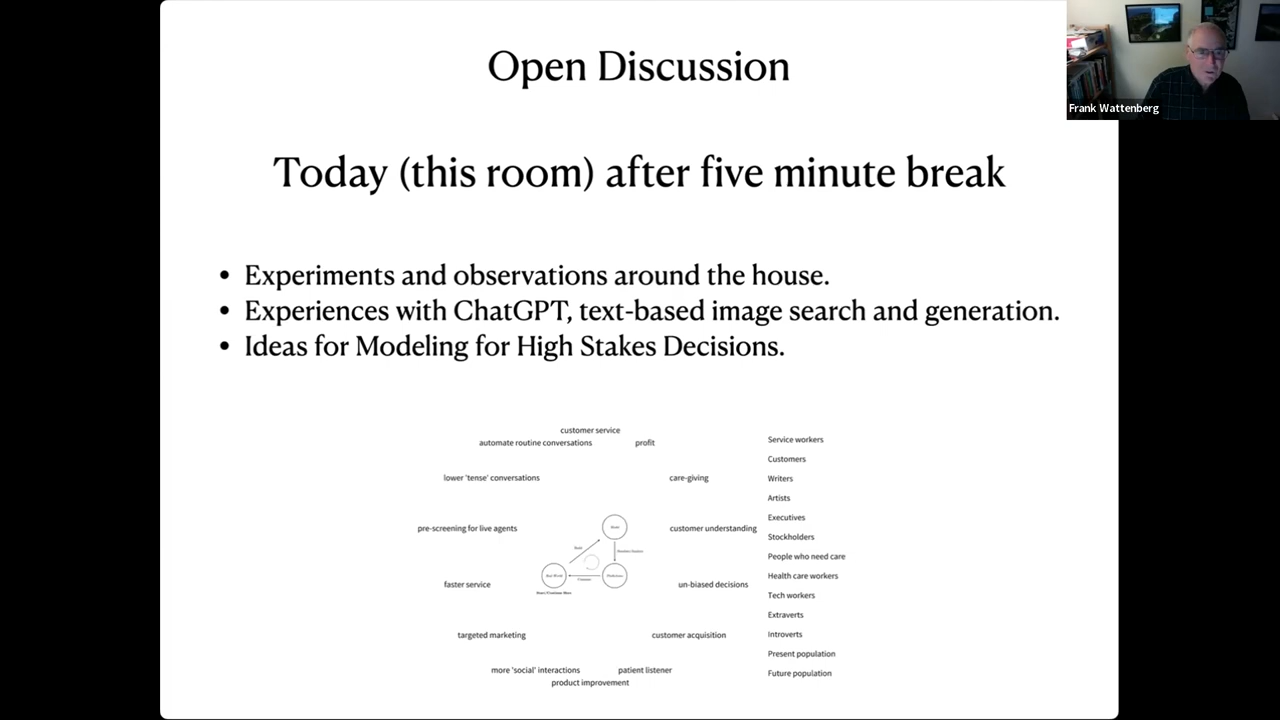 Open Discussion
Frank Wattenberg
Today (this room) after five minute break
• Experiments and observations around the house.
• Experiences with ChatGPT, text-based image search and generation.
• Ideas for Modeling for High Stakes Decisions.
customer service
automate routine conversations
profit
lower 'tense' conversations
care-giving
pre-screening for live agents
customer understanding
faster service
un-biased decisions
targeted marketing
customer acquisition
more 'social' interactions
patient listener
product improvement
Service workers
Customers
Writers
Artists
Executives
Stockholders
People who need care
Health care workers
Tech workers
Extraverts
Introverts
Present population
Future population